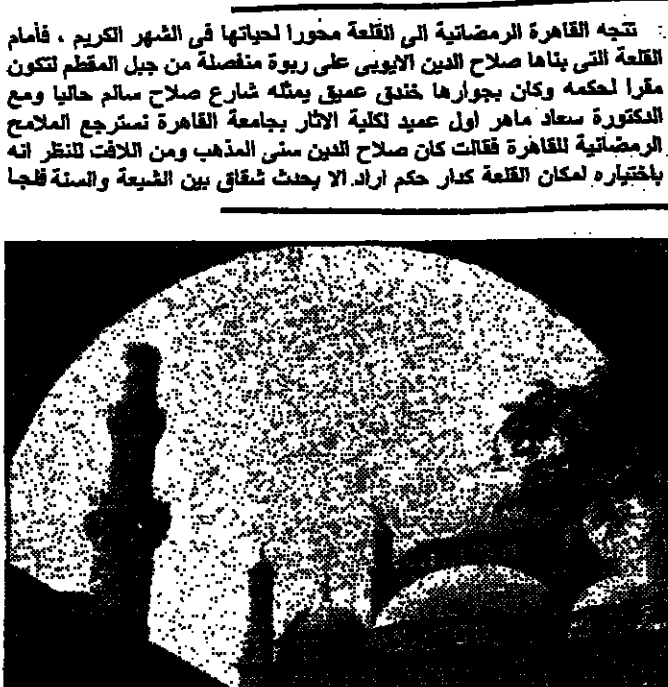 تتجه القاهرة الرمضانية الى القلعة محورا لحياتها فى الشهر الكريم ، فأمام
القلعة التى بناها صلاح الدين الايوبى على ربوة منفصلة من جبل المقطم لتكون
مقرا لحكمه وكان بجوارها خندق عميق يمثله شارع صلاح سالم حاليا ومع
الدكتورة سعاد ماهر اول عميد لكلية الاثار بجامعة القاهرة نسترجع الملامح
الرمضانية للقاهرة فقالت كان صلاح الدين سنى المذهب ومن اللافت للنظر انه
باختياره لمكان القلعة كدار حكم اراد الا يحدث شقاق بين الشيعة والسنة فلجا